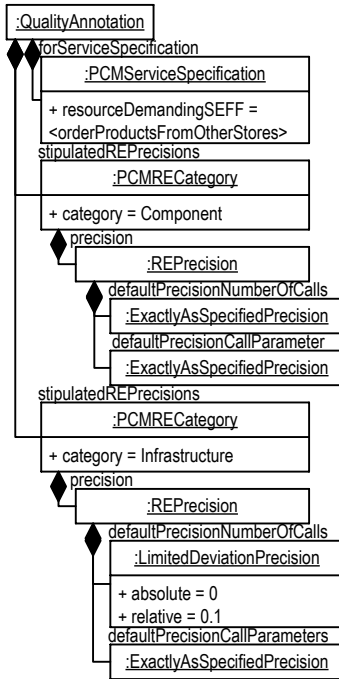 :QualityAnnotation
forServiceSpecification
:PCMServiceSpecification
+ resourceDemandingSEFF =
<orderProductsFromOtherStores>
stipulatedREPrecisions
:PCMRECategory
+ category = Component
precision
:REPrecision
defaultPrecisionNumberOfCalls
:ExactlyAsSpecifiedPrecision
defaultPrecisionCallParameter
:ExactlyAsSpecifiedPrecision
stipulatedREPrecisions
:PCMRECategory
+ category = Infrastructure
precision
:REPrecision
defaultPrecisionNumberOfCalls
:LimitedDeviationPrecision
+ absolute = 0
+ relative = 0.1
defaultPrecisionCallParameters
:ExactlyAsSpecifiedPrecision